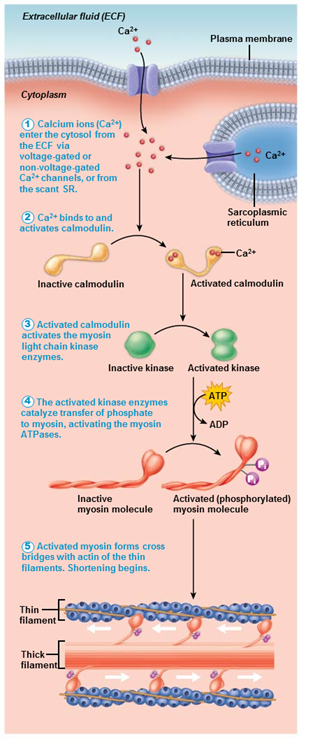 Extracellular fluid (ECF)
Ca²⁺
Plasma membrane
Cytoplasm
① Calcium ions (Ca²⁺)
enter the cytosol from
the ECF via
voltage-gated or
non-voltage-gated
Ca²⁺ channels, or from
the scant SR.
Ca²⁺
Sarcoplasmic
reticulum
② Ca²⁺ binds to and
activates calmodulin.
Ca²⁺
Inactive calmodulin
Activated calmodulin
③ Activated calmodulin
activates the myosin
light chain kinase
enzymes.
Inactive kinase
Activated kinase
④ The activated kinase enzymes
catalyze transfer of phosphate
to myosin, activating the myosin
ATPases.
ATP
ADP
Pi
Pi
Inactive
myosin molecule
Activated (phosphorylated)
myosin molecule
⑤ Activated myosin forms cross
bridges with actin of the thin
filaments. Shortening begins.
Thin
filament
Thick
filament